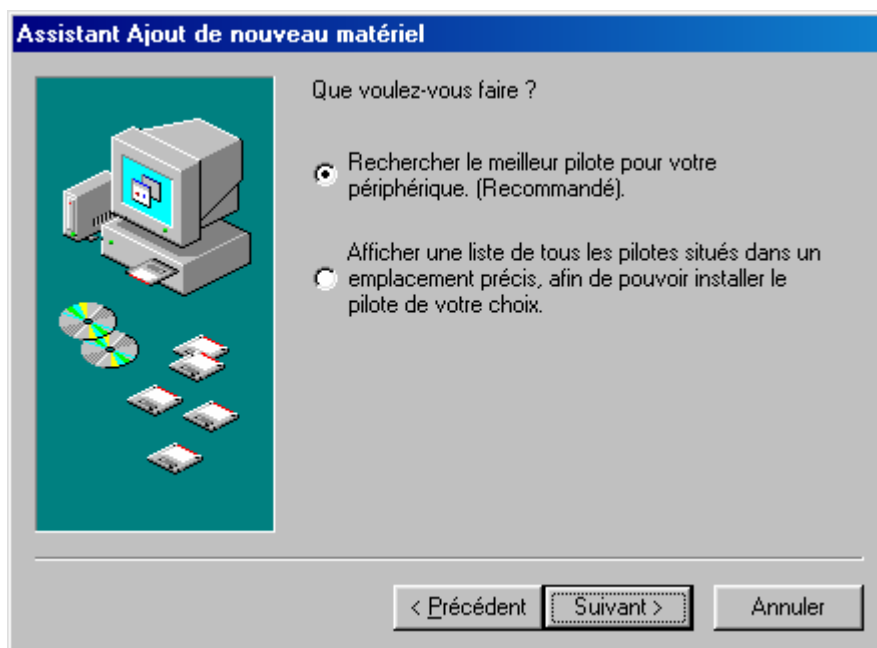 Assistant Ajout de nouveau matériel
Que voulez-vous faire ?
Rechercher le meilleur pilote pour votre
périphérique. (Recommandé).
Afficher une liste de tous les pilotes situés dans un
emplacement précis, afin de pouvoir installer le
pilote de votre choix.
< Précédent Suivant > Annuler